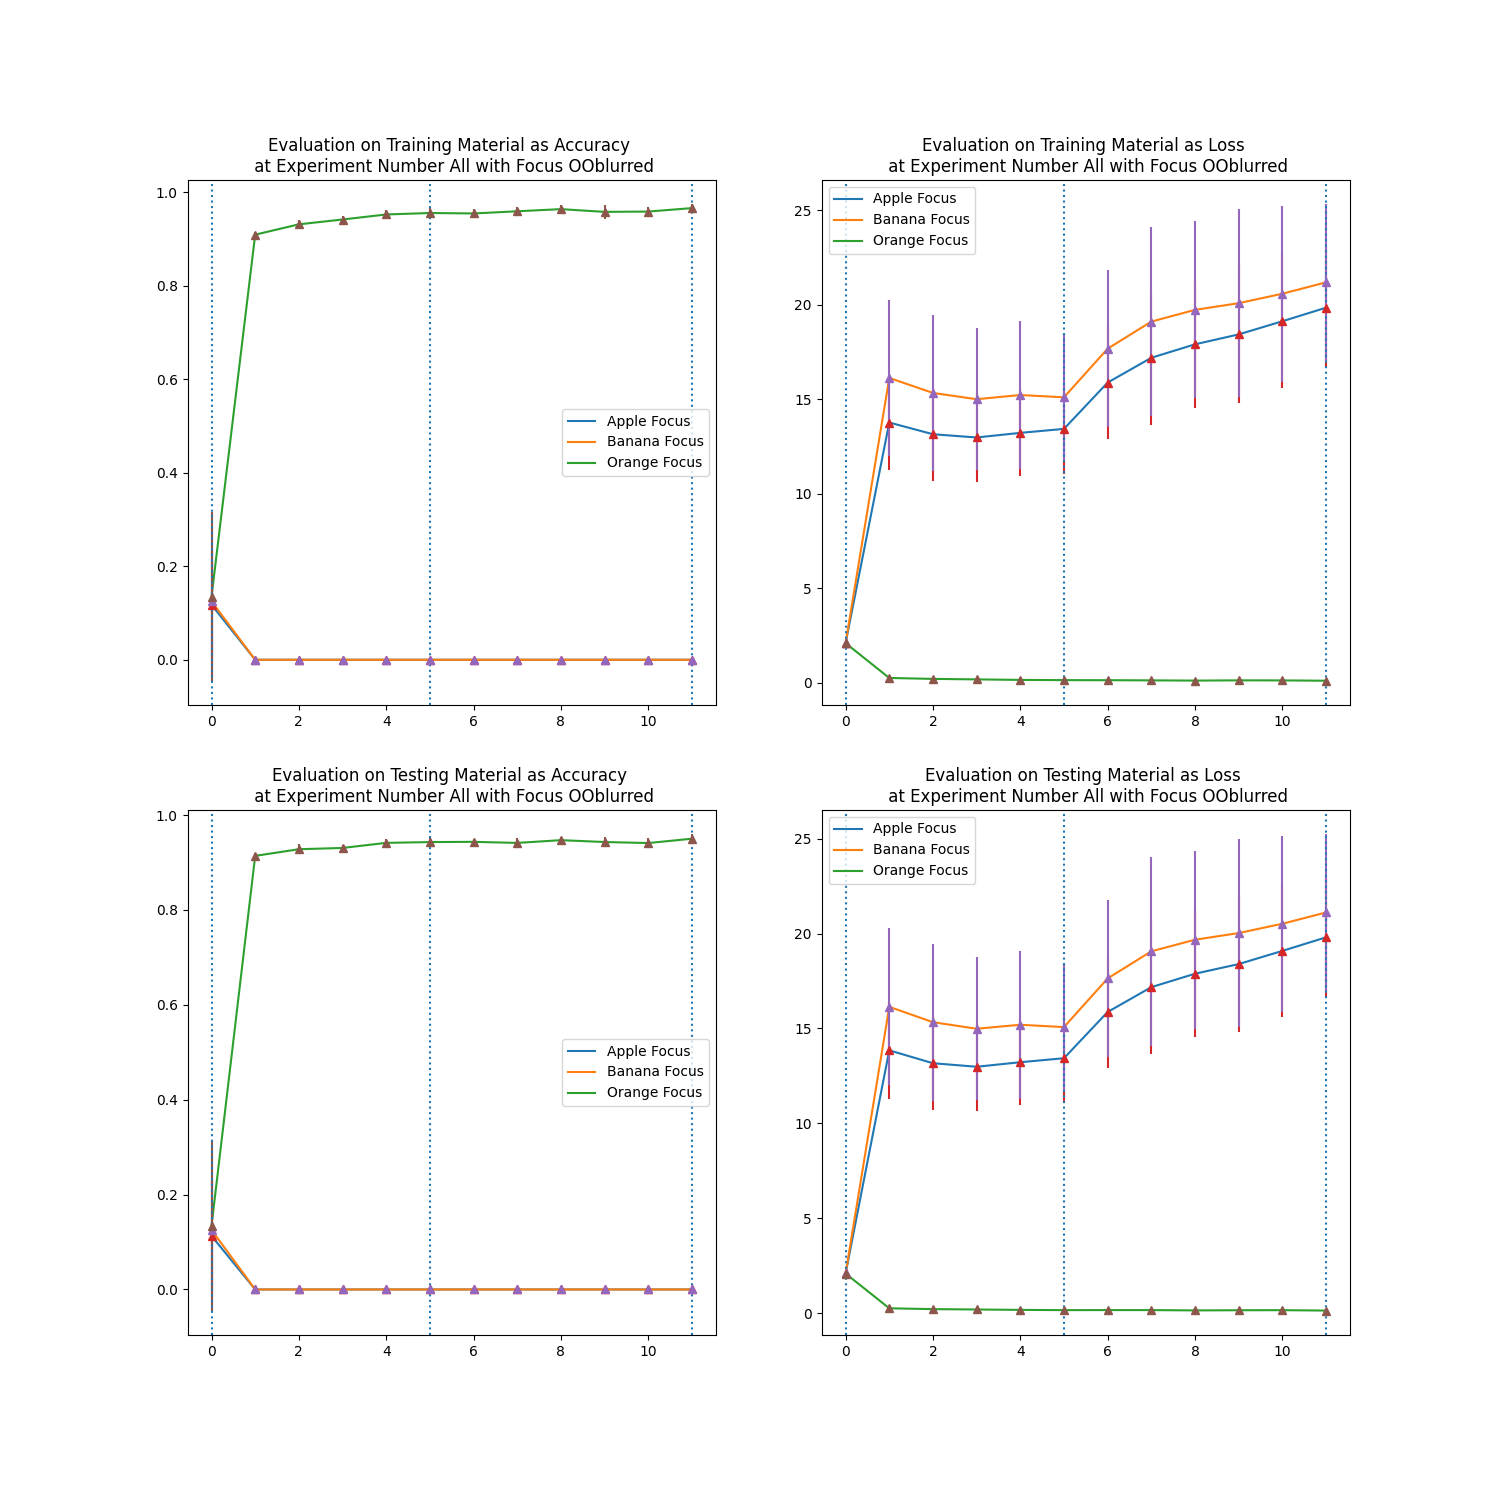 Evaluation on Training Material as Accuracy
at Experiment Number All with Focus OOblurred
1.0
0.8
0.6
0.4
0.2
0.0
Apple Focus
Banana Focus
Orange Focus
0 2 4 6 8 10
Evaluation on Training Material as Loss
at Experiment Number All with Focus OOblurred
25
20
15
10
5
0
Apple Focus
Banana Focus
Orange Focus
0 2 4 6 8 10
Evaluation on Testing Material as Accuracy
at Experiment Number All with Focus OOblurred
1.0
0.8
0.6
0.4
0.2
0.0
Apple Focus
Banana Focus
Orange Focus
0 2 4 6 8 10
Evaluation on Testing Material as Loss
at Experiment Number All with Focus OOblurred
25
20
15
10
5
0
Apple Focus
Banana Focus
Orange Focus
0 2 4 6 8 10